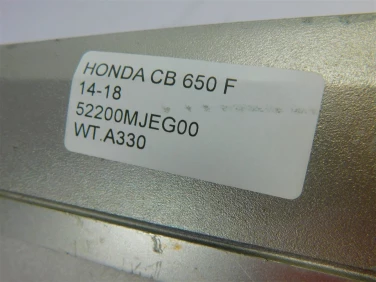 HONDA CB 650 F
14-18
52200MJEG00
WT.A330